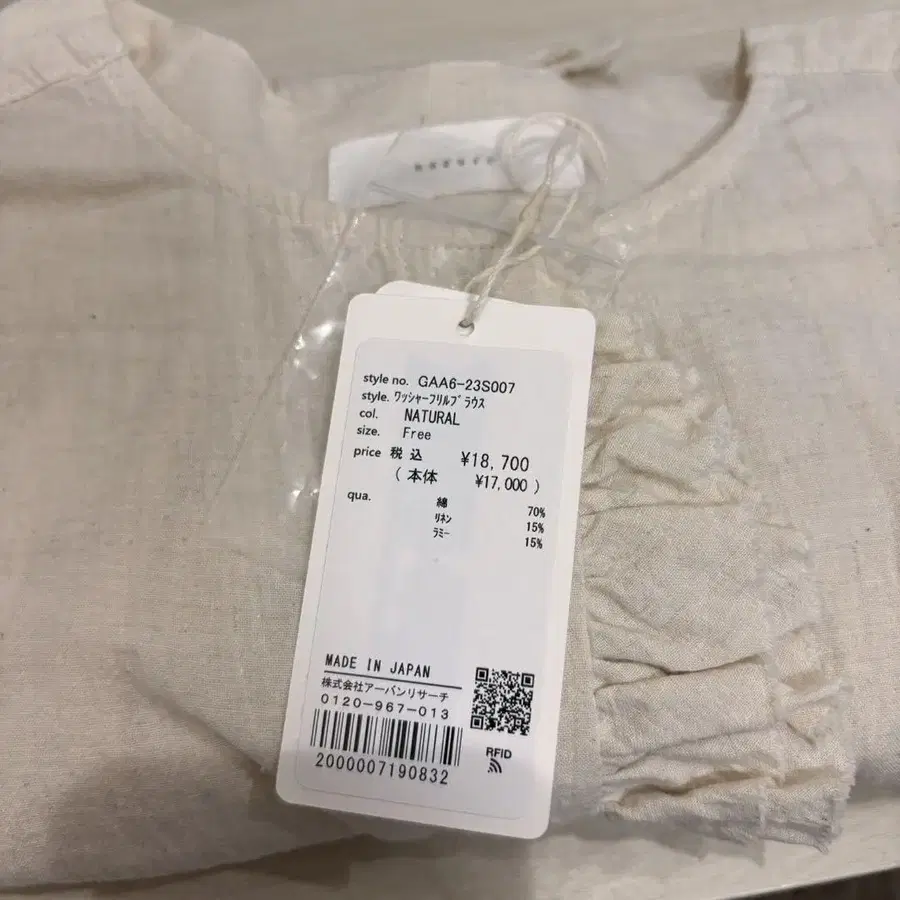 style no. GAA6-23S007
style. ﾜｯｼｬｰﾌﾘﾙﾌﾞﾗｳｽ
col. NATURAL
size. Free
price 税込 ¥18,700
( 本体 ¥17,000 )
qua. 綿 70%
ﾘﾈﾝ 15%
ﾗﾐｰ 15%
MADE IN JAPAN
株式会社アーバンリサーチ
0120-967-013
2000007190832
RFID